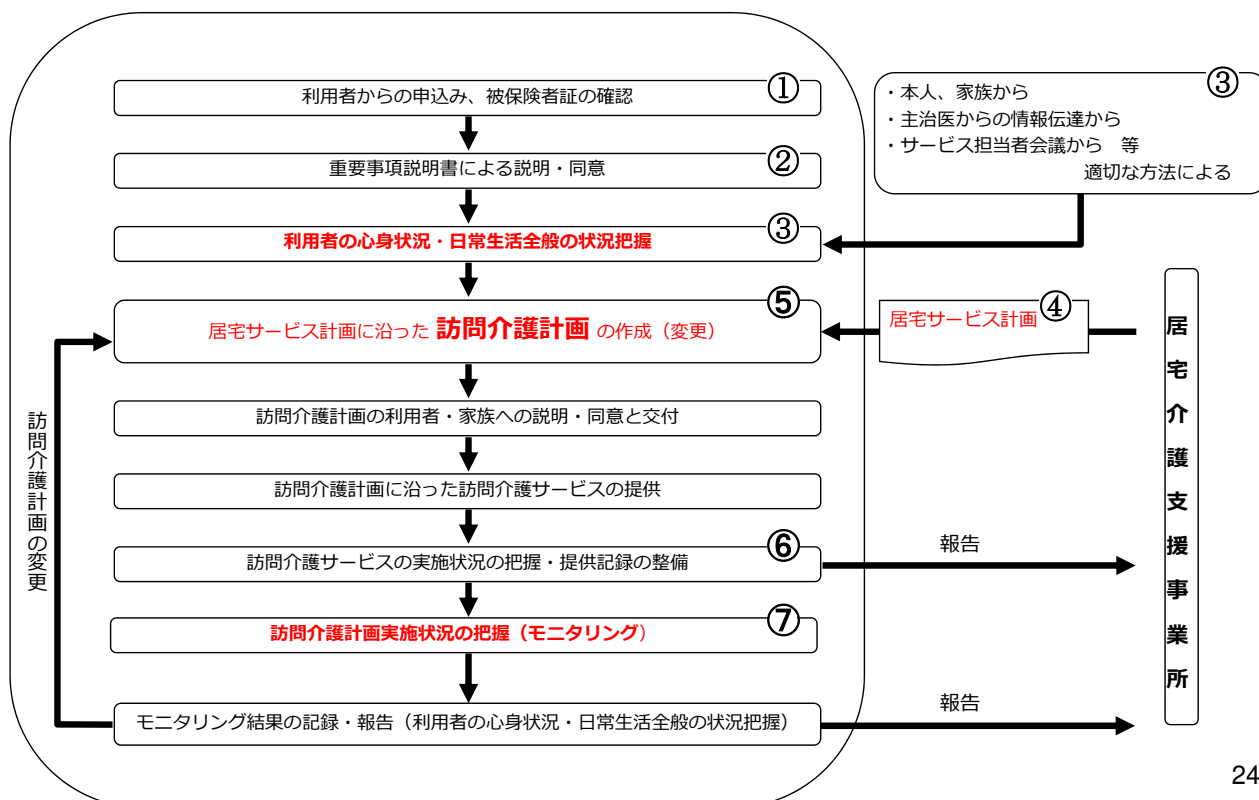 ①
利用者からの申込み、被保険者証の確認
②
重要事項説明書による説明・同意
③
利用者の心身状況・日常生活全般の状況把握
③
・本人、家族から
・主治医からの情報伝達から
・サービス担当者会議から　等
適切な方法による
⑤
居宅サービス計画に沿った 訪問介護計画 の作成（変更）
④
居宅サービス計画
居宅介護支援事業所
訪問介護計画の利用者・家族への説明・同意と交付
訪問介護計画に沿った訪問介護サービスの提供
⑥
訪問介護サービスの実施状況の把握・提供記録の整備
報告
⑦
訪問介護計画実施状況の把握（モニタリング）
モニタリング結果の記録・報告（利用者の心身状況・日常生活全般の状況把握）
報告
訪問介護計画の変更
24